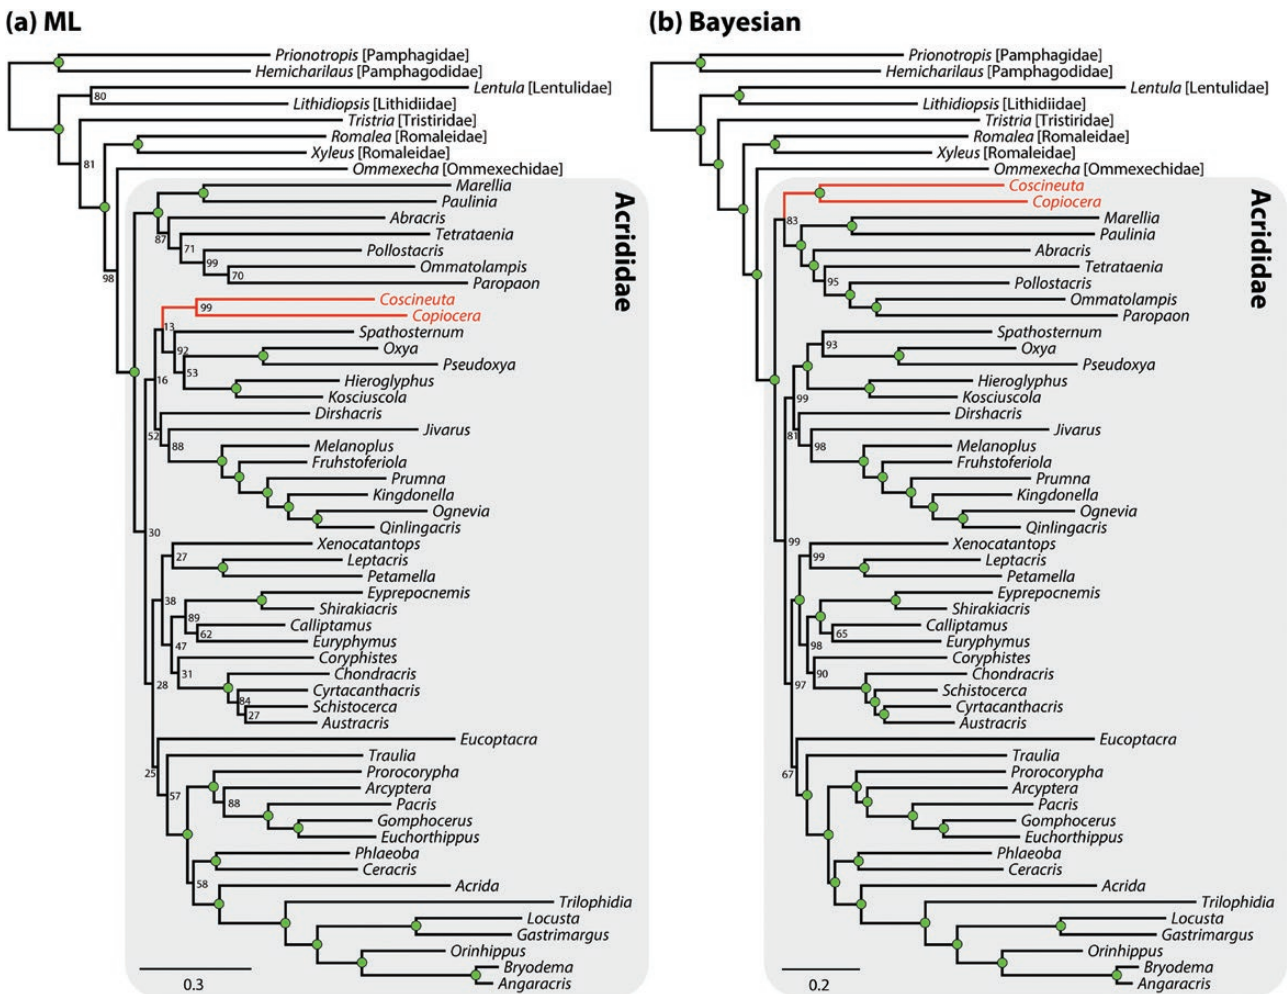 (a) ML
Prionotropis [Pamphagidae]
Hemicharilaus [Pamphagodidae]
Lentula [Lentulidae]
80
Lithidiopsis [Lithidiidae]
Tristria [Tristiridae]
Romalea [Romaleidae]
81
Xyleus [Romaleidae]
Ommexecha [Ommexechidae]
Acrididae
Marellia
Paulinia
Abracris
87
Tetrataenia
71
Pollostacris
99
Ommatolampis
98
70
Paropaon
Coscineuta
99
Copiocera
13
Spathosternum
92
Oxya
53
Pseudoxya
16
Hieroglyphus
Kosciuscola
Dirshacris
52
Jivarus
88
Melanoplus
Fruhstoferiola
Prumna
Kingdonella
Ognevia
Qinlingacris
30
Xenocatantops
27
Leptacris
Petamella
Eyprepocnemis
38
Shirakiacris
89
Calliptamus
62
Euryphymus
47
Coryphistes
31
Chondracris
28
Cyrtacanthacris
84
Schistocerca
27
Austracris
Eucoptacra
Traulia
25
Prorocorypha
Arcyptera
57
88
Pacris
Gomphocerus
Euchorthippus
Phlaeoba
Ceracris
58
Acrida
Trilophidia
Locusta
Gastrimargus
Orinhippus
Bryodema
Angaracris
0.3
(b) Bayesian
Prionotropis [Pamphagidae]
Hemicharilaus [Pamphagodidae]
Lentula [Lentulidae]
Lithidiopsis [Lithidiidae]
Tristria [Tristiridae]
Romalea [Romaleidae]
Xyleus [Romaleidae]
Ommexecha [Ommexechidae]
Acrididae
Coscineuta
Copiocera
83
Marellia
Paulinia
Abracris
Tetrataenia
95
Pollostacris
Ommatolampis
Paropaon
Spathosternum
93
Oxya
Pseudoxya
Hieroglyphus
99
Kosciuscola
Dirshacris
81
Jivarus
98
Melanoplus
Fruhstoferiola
Prumna
Kingdonella
Ognevia
Qinlingacris
99
Xenocatantops
99
Leptacris
Petamella
Eyprepocnemis
Shirakiacris
Calliptamus
65
Euryphymus
98
Coryphistes
90
Chondracris
97
Schistocerca
Cyrtacanthacris
Austracris
Eucoptacra
Traulia
67
Prorocorypha
Arcyptera
Pacris
Gomphocerus
Euchorthippus
Phlaeoba
Ceracris
Acrida
Trilophidia
Locusta
Gastrimargus
Orinhippus
Bryodema
Angaracris
0.2